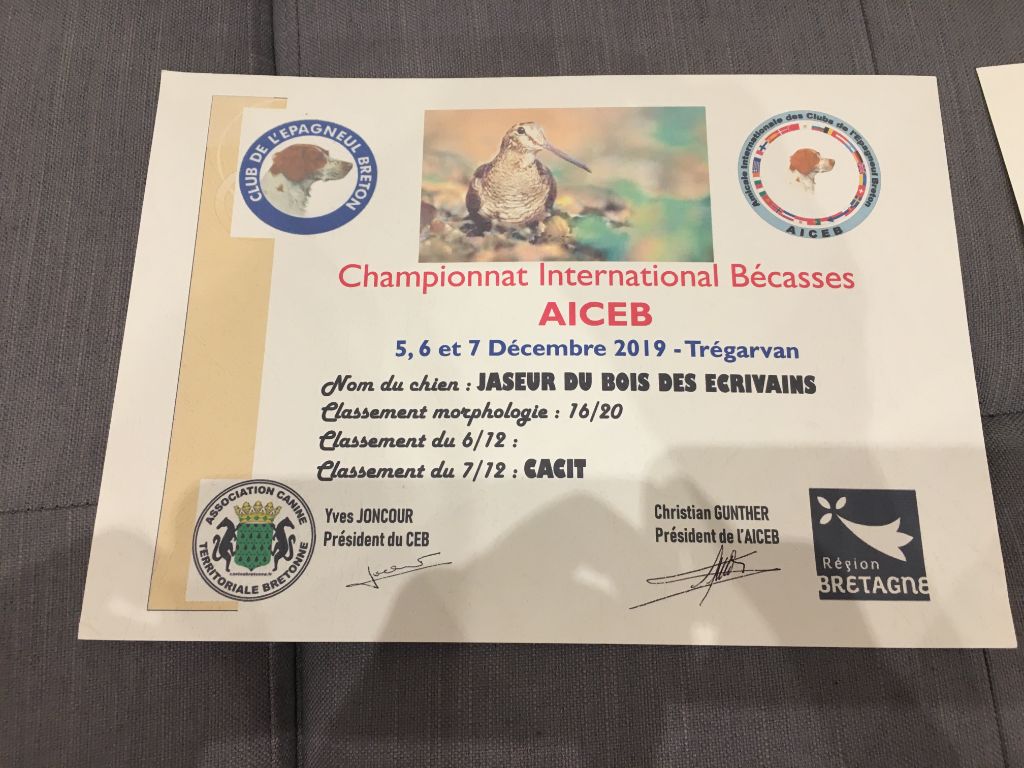 CLUB DE L'EPAGNEUL BRETON
Amicale Internationale des Clubs de l'Epagneul Breton
AICEB
Championnat International Bécasses
AICEB
5, 6 et 7 Décembre 2019 - Trégarvan
Nom du chien : JASEUR DU BOIS DES ECRIVAINS
Classement morphologie : 16/20
Classement du 6/12 :
Classement du 7/12 : CACIT
ASSOCIATION CANINE
TERRITORIALE BRETONNE
Yves JONCOUR
Président du CEB
Christian GUNTHER
Président de l'AICEB
Région
BRETAGNE